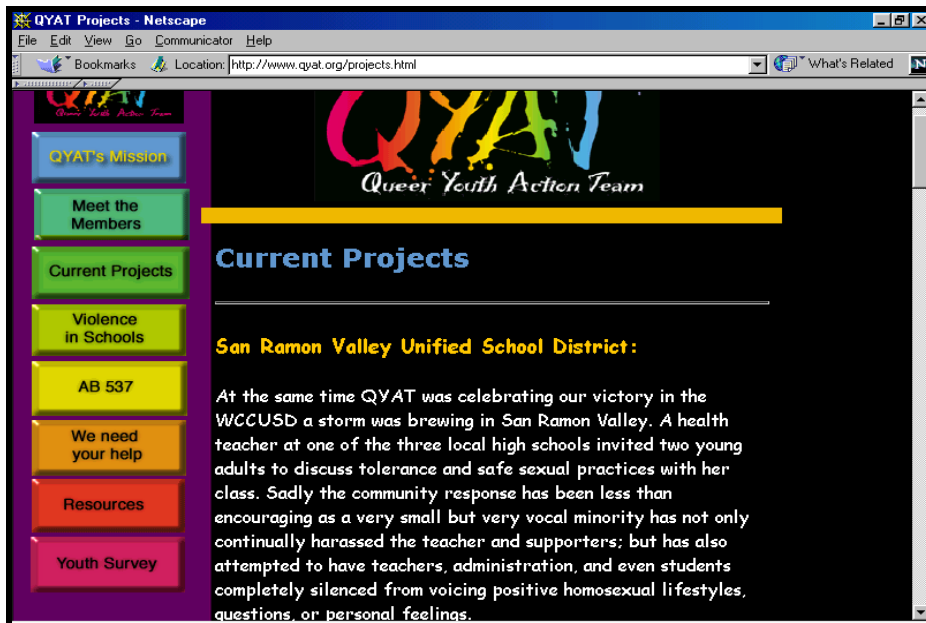 QYAT Projects - Netscape
File Edit View Go Communicator Help
Bookmarks Location: http://www.qyat.org/projects.html What's Related
N
QYAT
Queer Youth Action Team
QYAT's Mission
Meet the
Members
Current Projects
Violence
in Schools
AB 537
We need
your help
Resources
Youth Survey
QYAT
Queer Youth Action Team
Current Projects
San Ramon Valley Unified School District:
At the same time QYAT was celebrating our victory in the
WCCUSD a storm was brewing in San Ramon Valley. A health
teacher at one of the three local high schools invited two young
adults to discuss tolerance and safe sexual practices with her
class. Sadly the community response has been less than
encouraging as a very small but very vocal minority has not only
continually harassed the teacher and supporters; but has also
attempted to have teachers, administration, and even students
completely silenced from voicing positive homosexual lifestyles,
questions, or personal feelings.